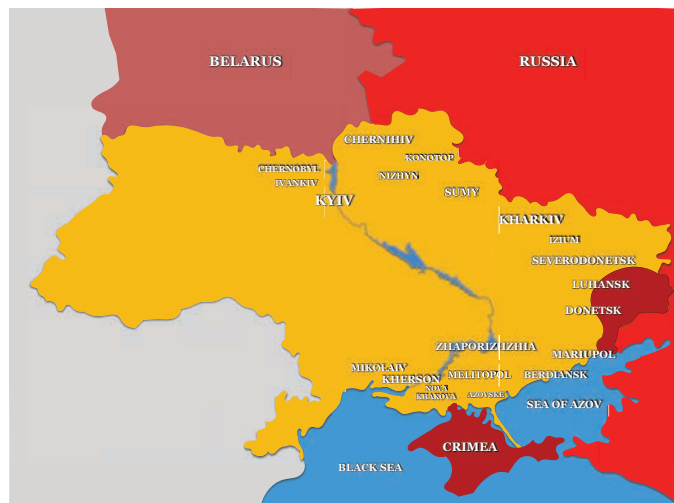 BELARUS
RUSSIA
CHERNIHIV
KONOTOP
CHERNOBYL
NIZHYN
IVANKIV
SUMY
KYIV
KHARKIV
IZIUM
SEVERODONETSK
LUHANSK
DONETSK
ZHAPORIZHZHIA
MARIUPOL
MIKOLAIV
KHERSON
MELITOPOL
BERDIANSK
NOVA
KRAKOVA
AZOVSKE
SEA OF AZOV
CRIMEA
BLACK SEA